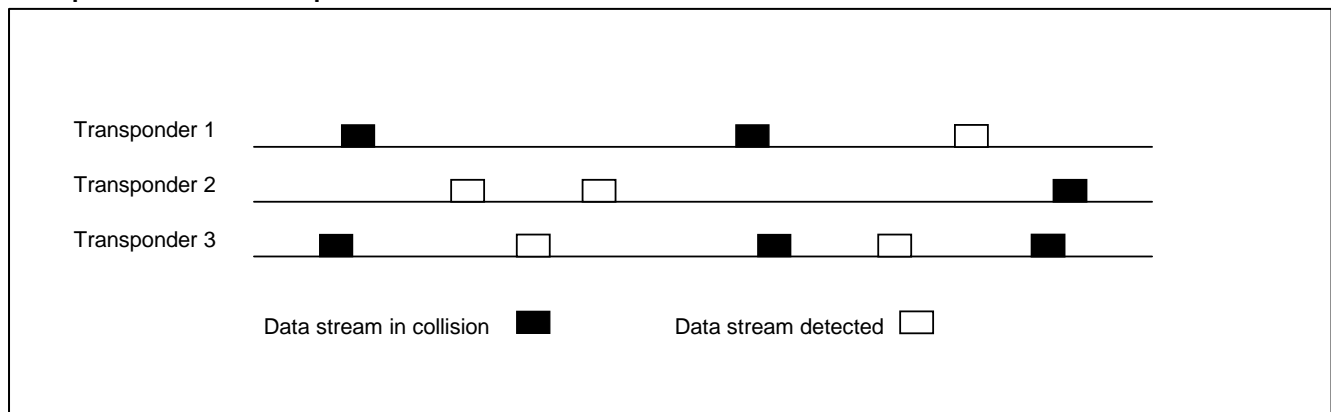 Transponder 1
Transponder 2
Transponder 3
Data stream in collision Data stream detected